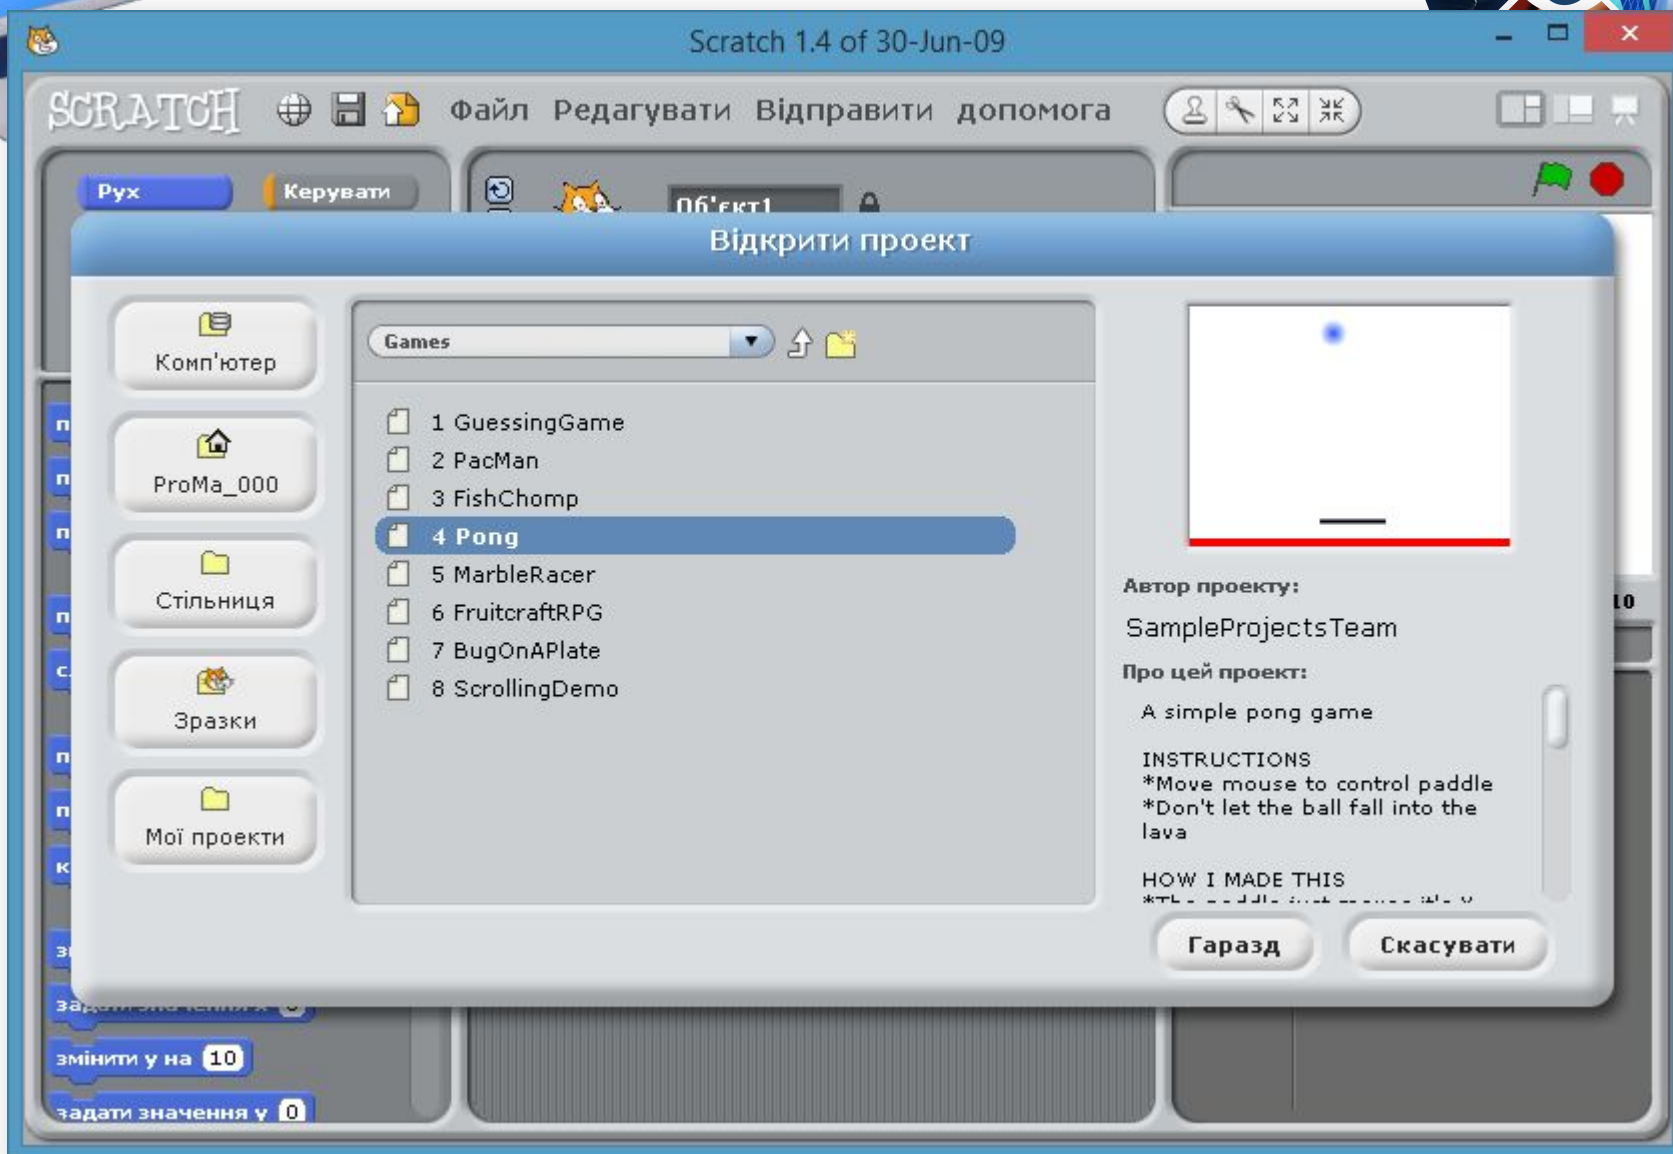 Scratch 1.4 of 30-Jun-09
SCRATCH Файл Редагувати Відправити допомога
Рух Керувати
Об'єкт1
Відкрити проект
Комп'ютер
ProMa_000
Стільниця
Зразки
Мої проекти
Games
1 GuessingGame
2 PacMan
3 FishChomp
4 Pong
5 MarbleRacer
6 FruitcraftRPG
7 BugOnAPlate
8 ScrollingDemo
Автор проекту:
SampleProjectsTeam
Про цей проект:
A simple pong game
INSTRUCTIONS
*Move mouse to control paddle
*Don't let the ball fall into the
lava
HOW I MADE THIS
Гаразд Скасувати
змінити у на 10
задати значення у 0